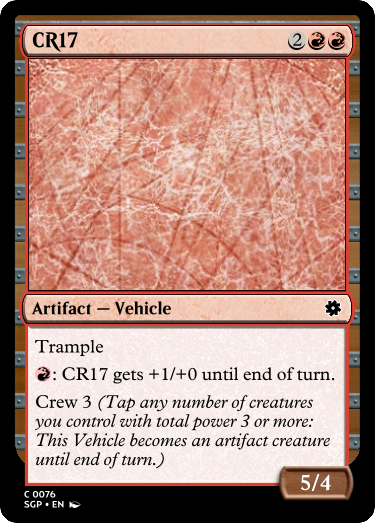 CR17 2
Artifact — Vehicle
Trample
: CR17 gets +1/+0 until end of turn.
Crew 3 (Tap any number of creatures
you control with total power 3 or more:
This Vehicle becomes an artifact creature
until end of turn.)
5/4
C 0076
SGP • EN